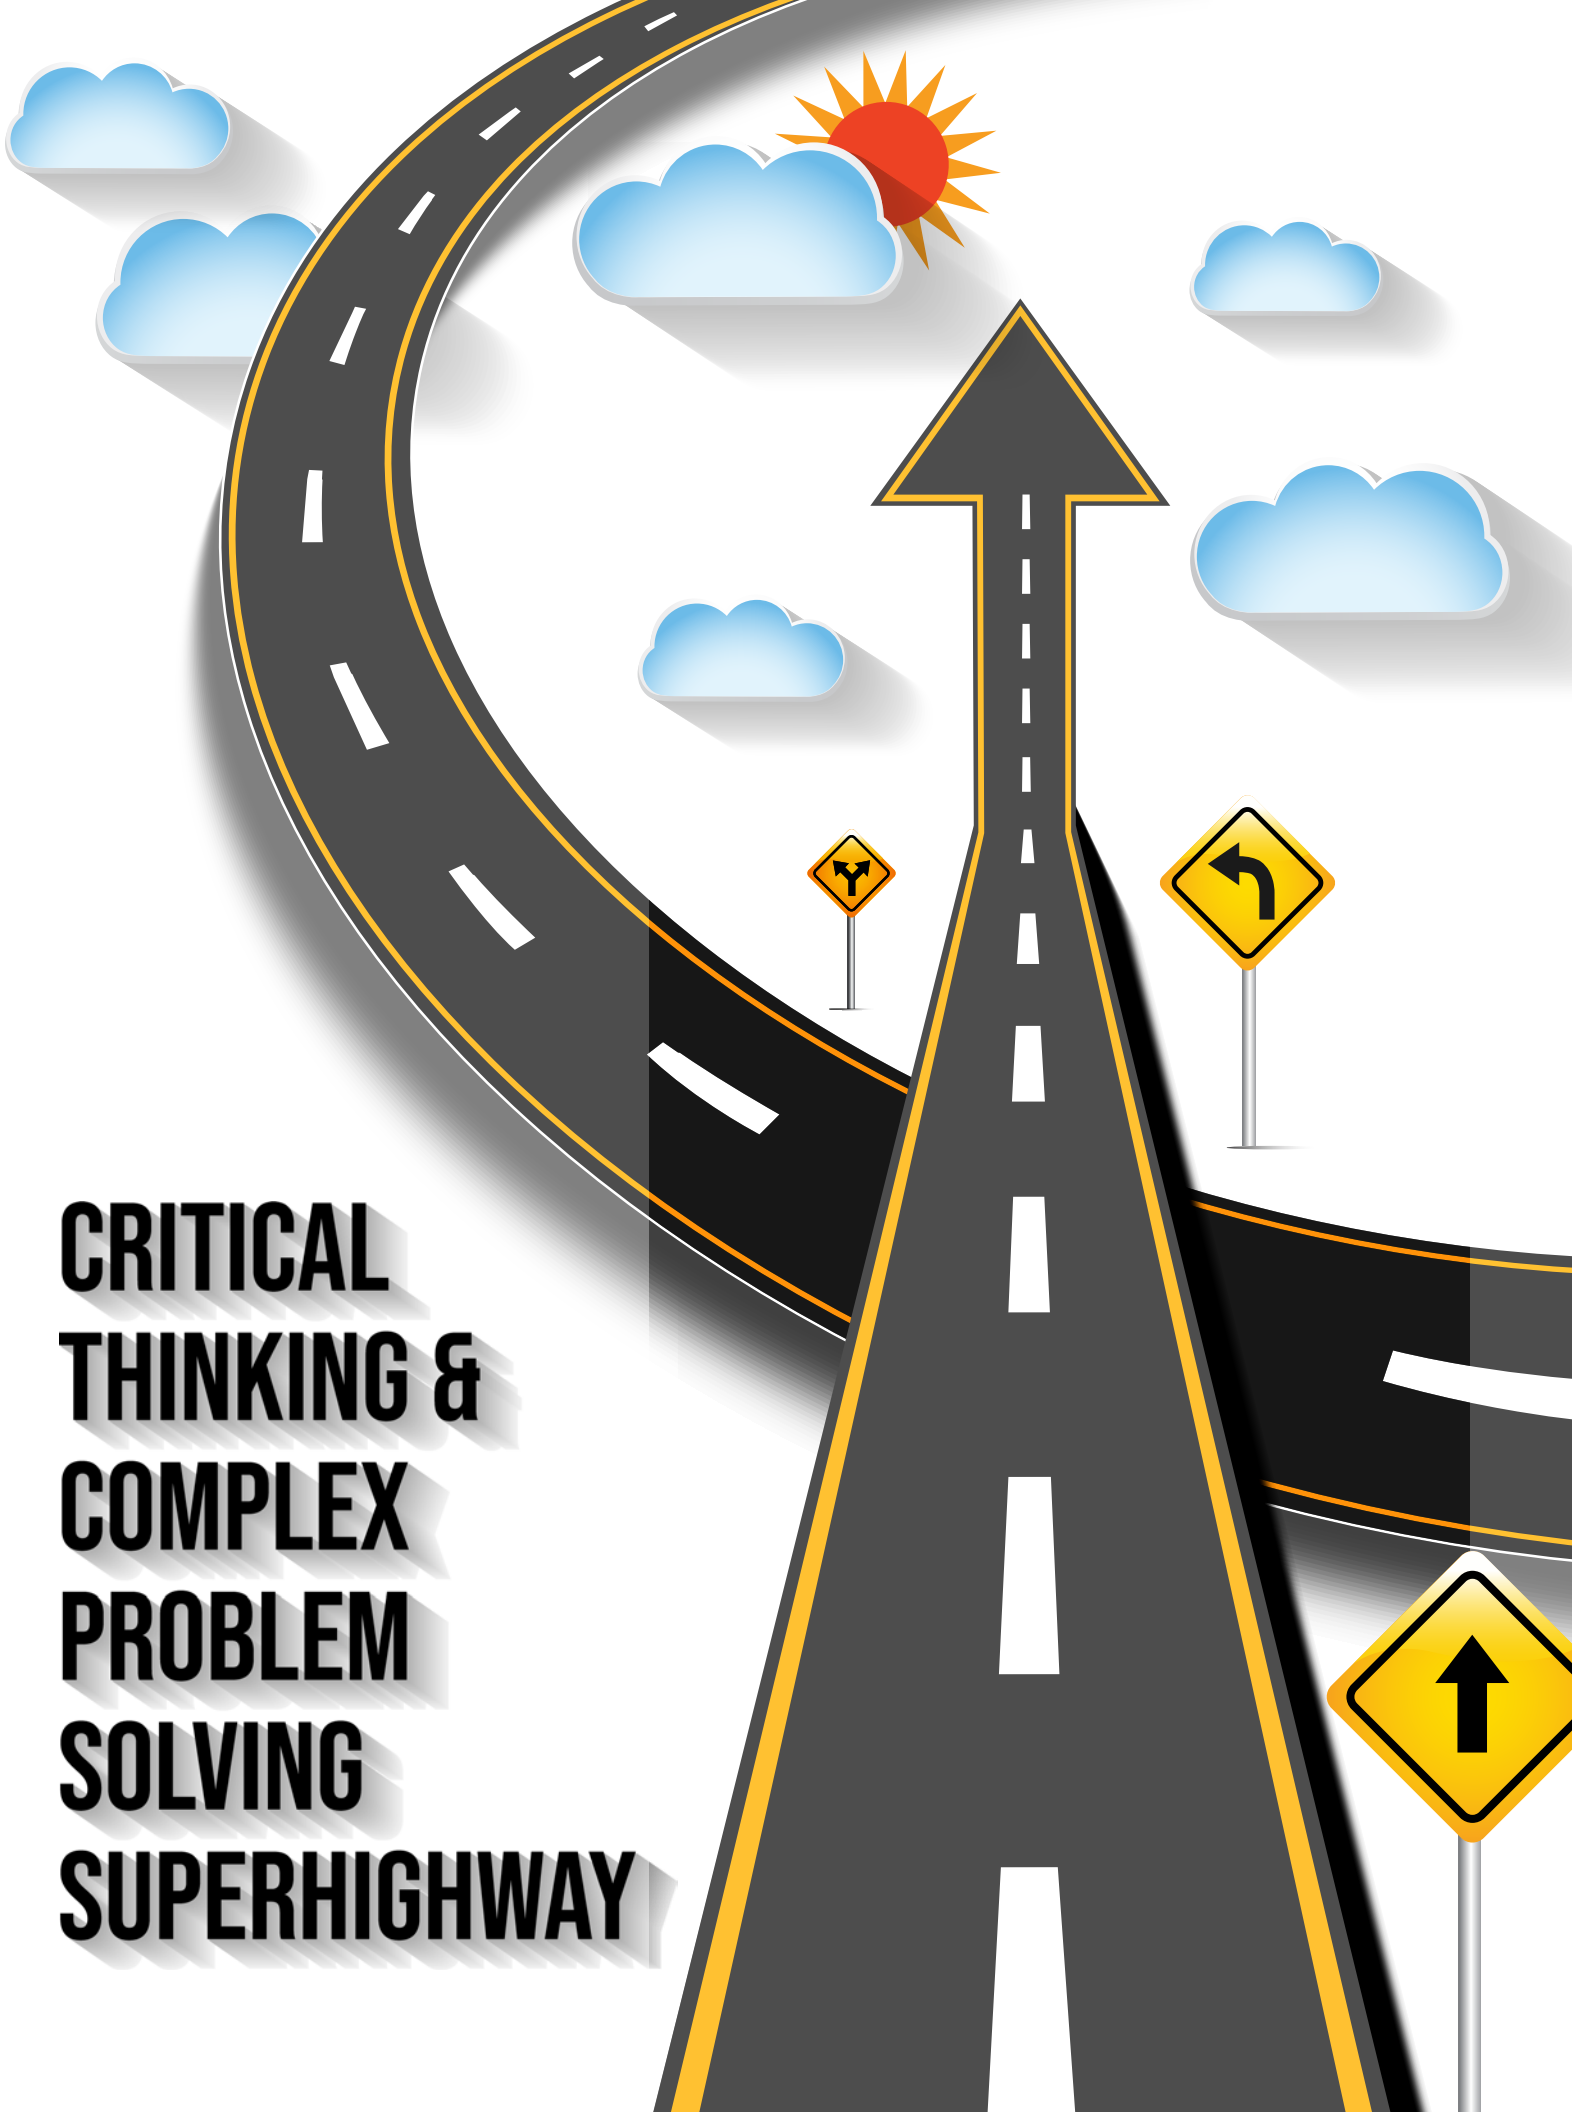 CRITICAL
THINKING &
COMPLEX
PROBLEM
SOLVING
SUPERHIGHWAY